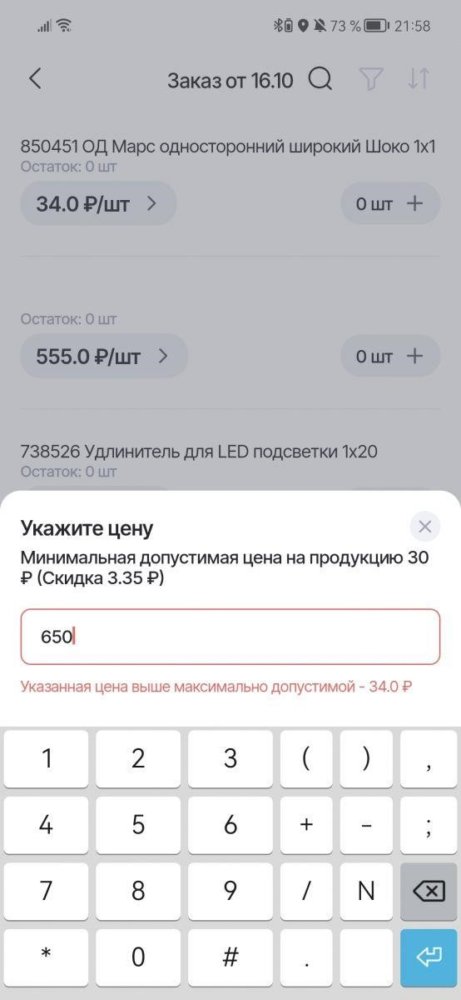 73 % 21:58
Заказ от 16.10
850451 ОД Марс односторонний широкий Шоко 1x1
Остаток: 0 шт
34.0 ₽/шт
0 шт +
Остаток: 0 шт
555.0 ₽/шт
0 шт +
738526 Удлинитель для LED подсветки 1x20
Остаток: 0 шт
Укажите цену
Минимальная допустимая цена на продукцию 30
₽ (Скидка 3.35 ₽)
650
Указанная цена выше максимально допустимой - 34.0 ₽
1 2 3 ( ) ,
4 5 6 + - ;
7 8 9 / N
* 0 # .